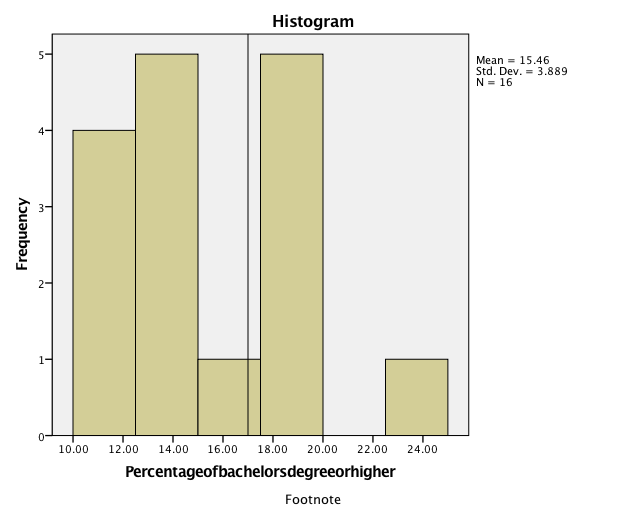 Histogram
Mean = 15.46
Std. Dev. = 3.889
N = 16
5
4
3
2
1
0
Frequency
10.00 12.00 14.00 16.00 18.00 20.00 22.00 24.00
Percentageofbachelorsdegreeorhigher
Footnote